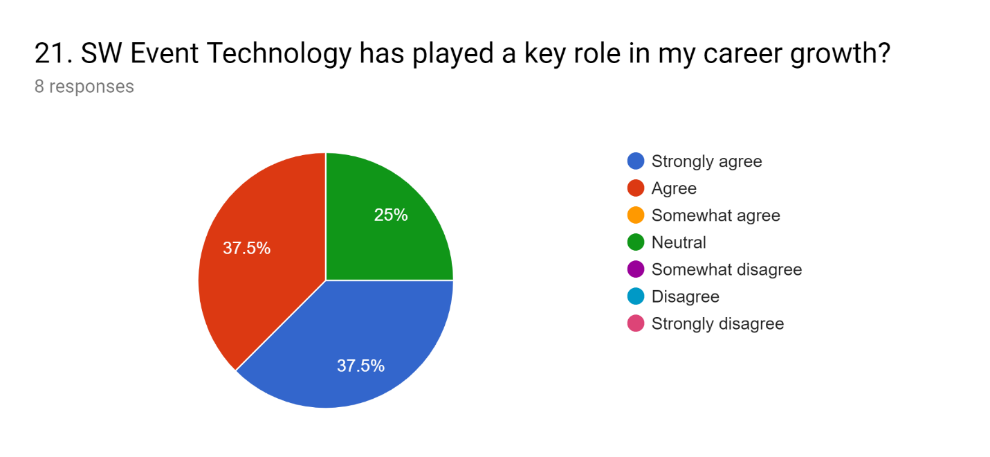 21. SW Event Technology has played a key role in my career growth?
8 responses
25%
37.5%
37.5%
Strongly agree
Agree
Somewhat agree
Neutral
Somewhat disagree
Disagree
Strongly disagree